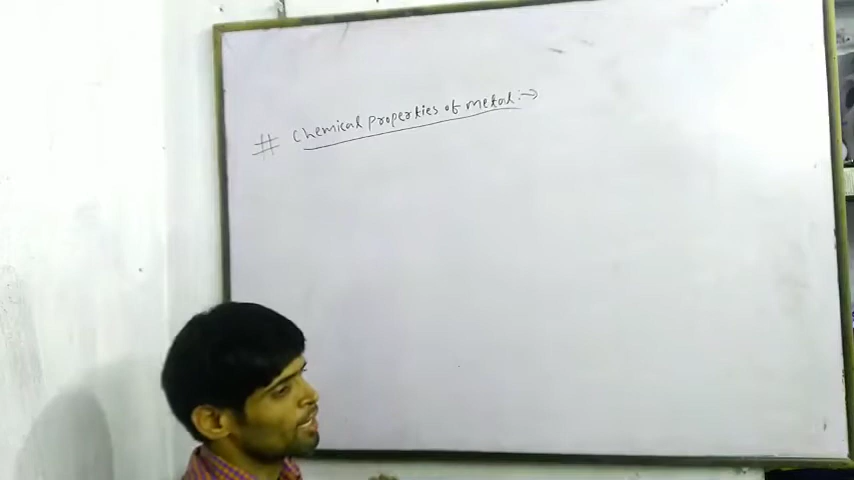 # Chemical properties of metal :→